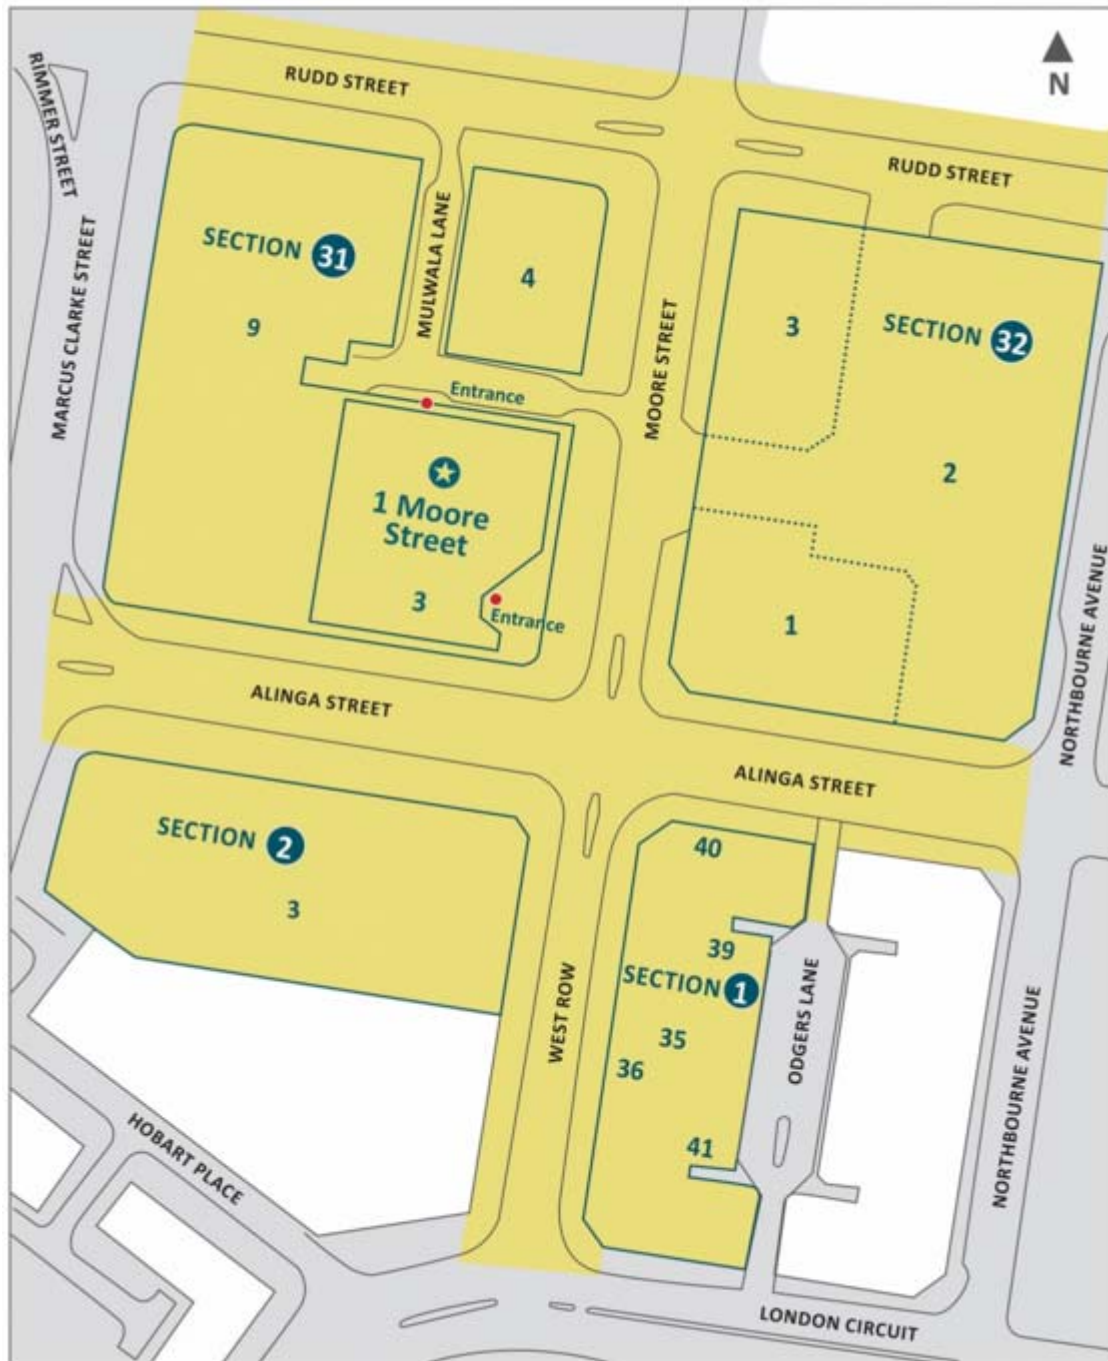 N
RUDD STREET
RIMMER STREET
RUDD STREET
MULWALA LANE
SECTION 31
4
MARCUS CLARKE STREET
MOORE STREET
3
SECTION 32
9
Entrance
2
1 Moore
Street
3
Entrance
1
NORTHBOURNE AVENUE
ALINGA STREET
ALINGA STREET
SECTION 2
3
40
39
SECTION 1
WEST ROW
ODGERS LANE
35
36
41
NORTHBOURNE AVENUE
HOBART PLACE
LONDON CIRCUIT